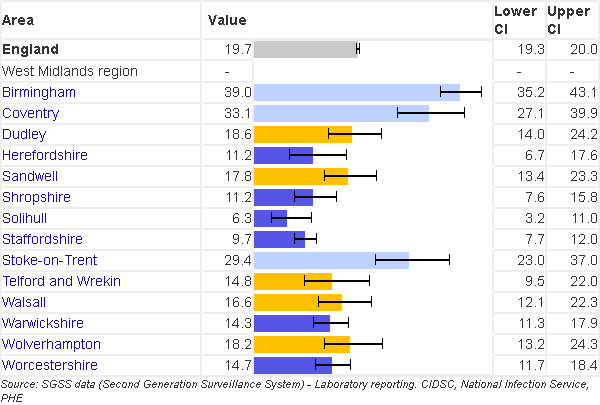 Area Value Lower CI Upper CI
England 19.7 19.3 20.0
West Midlands region - - -
Birmingham 39.0 35.2 43.1
Coventry 33.1 27.1 39.9
Dudley 18.6 14.0 24.2
Herefordshire 11.2 6.7 17.6
Sandwell 17.8 13.4 23.3
Shropshire 11.2 7.6 15.8
Solihull 6.3 3.2 11.0
Staffordshire 9.7 7.7 12.0
Stoke-on-Trent 29.4 23.0 37.0
Telford and Wrekin 14.8 9.5 22.0
Walsall 16.6 12.1 22.3
Warwickshire 14.3 11.3 17.9
Wolverhampton 18.2 13.2 24.3
Worcestershire 14.7 11.7 18.4
Source: SGSS data (Second Generation Surveillance System) - Laboratory reporting. CIDSC, National Infection Service,
PHE